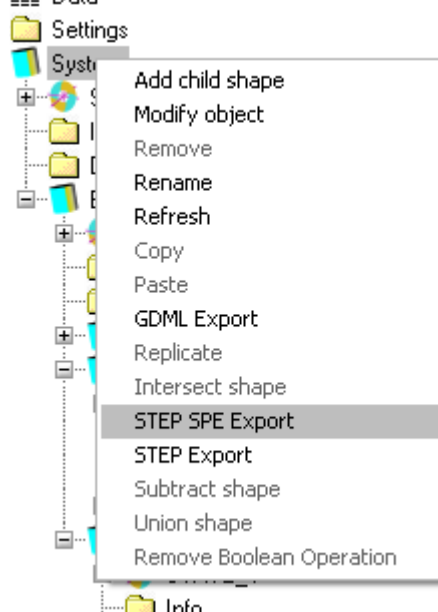 Data
Settings
Syst
Add child shape
Modify object
Remove
Rename
Refresh
Copy
Paste
GDML Export
Replicate
Intersect shape
STEP SPE Export
STEP Export
Subtract shape
Union shape
Remove Boolean Operation
Info